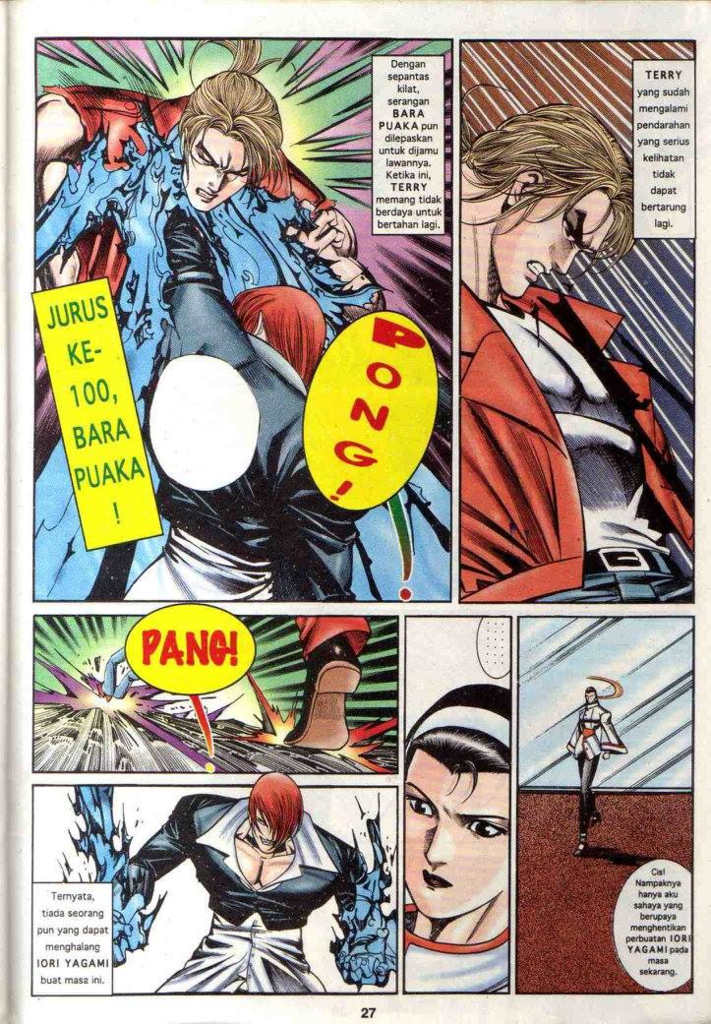 Dengan
sepantas
kilat,
serangan
BARA
PUAKA pun
dilepaskan
untuk dijamu
lawannya.
Ketika ini,
TERRY
memang tidak
berdaya untuk
bertahan lagi.
TERRY
yang sudah
mengalami
pendarahan
yang serius
kelihatan
tidak
dapat
bertarung
lagi.
JURUS
KE-
100,
BARA
PUAKA
!
PONG!
PANG!
Ternyata,
tiada seorang
pun yang dapat
menghalang
IORI YAGAMI
buat masa ini.
...
Cis!
Nampaknya
hanya aku
sahaja yang
berupaya
menghentikan
perbuatan IORI
YAGAMI pada
masa
sekarang.
27